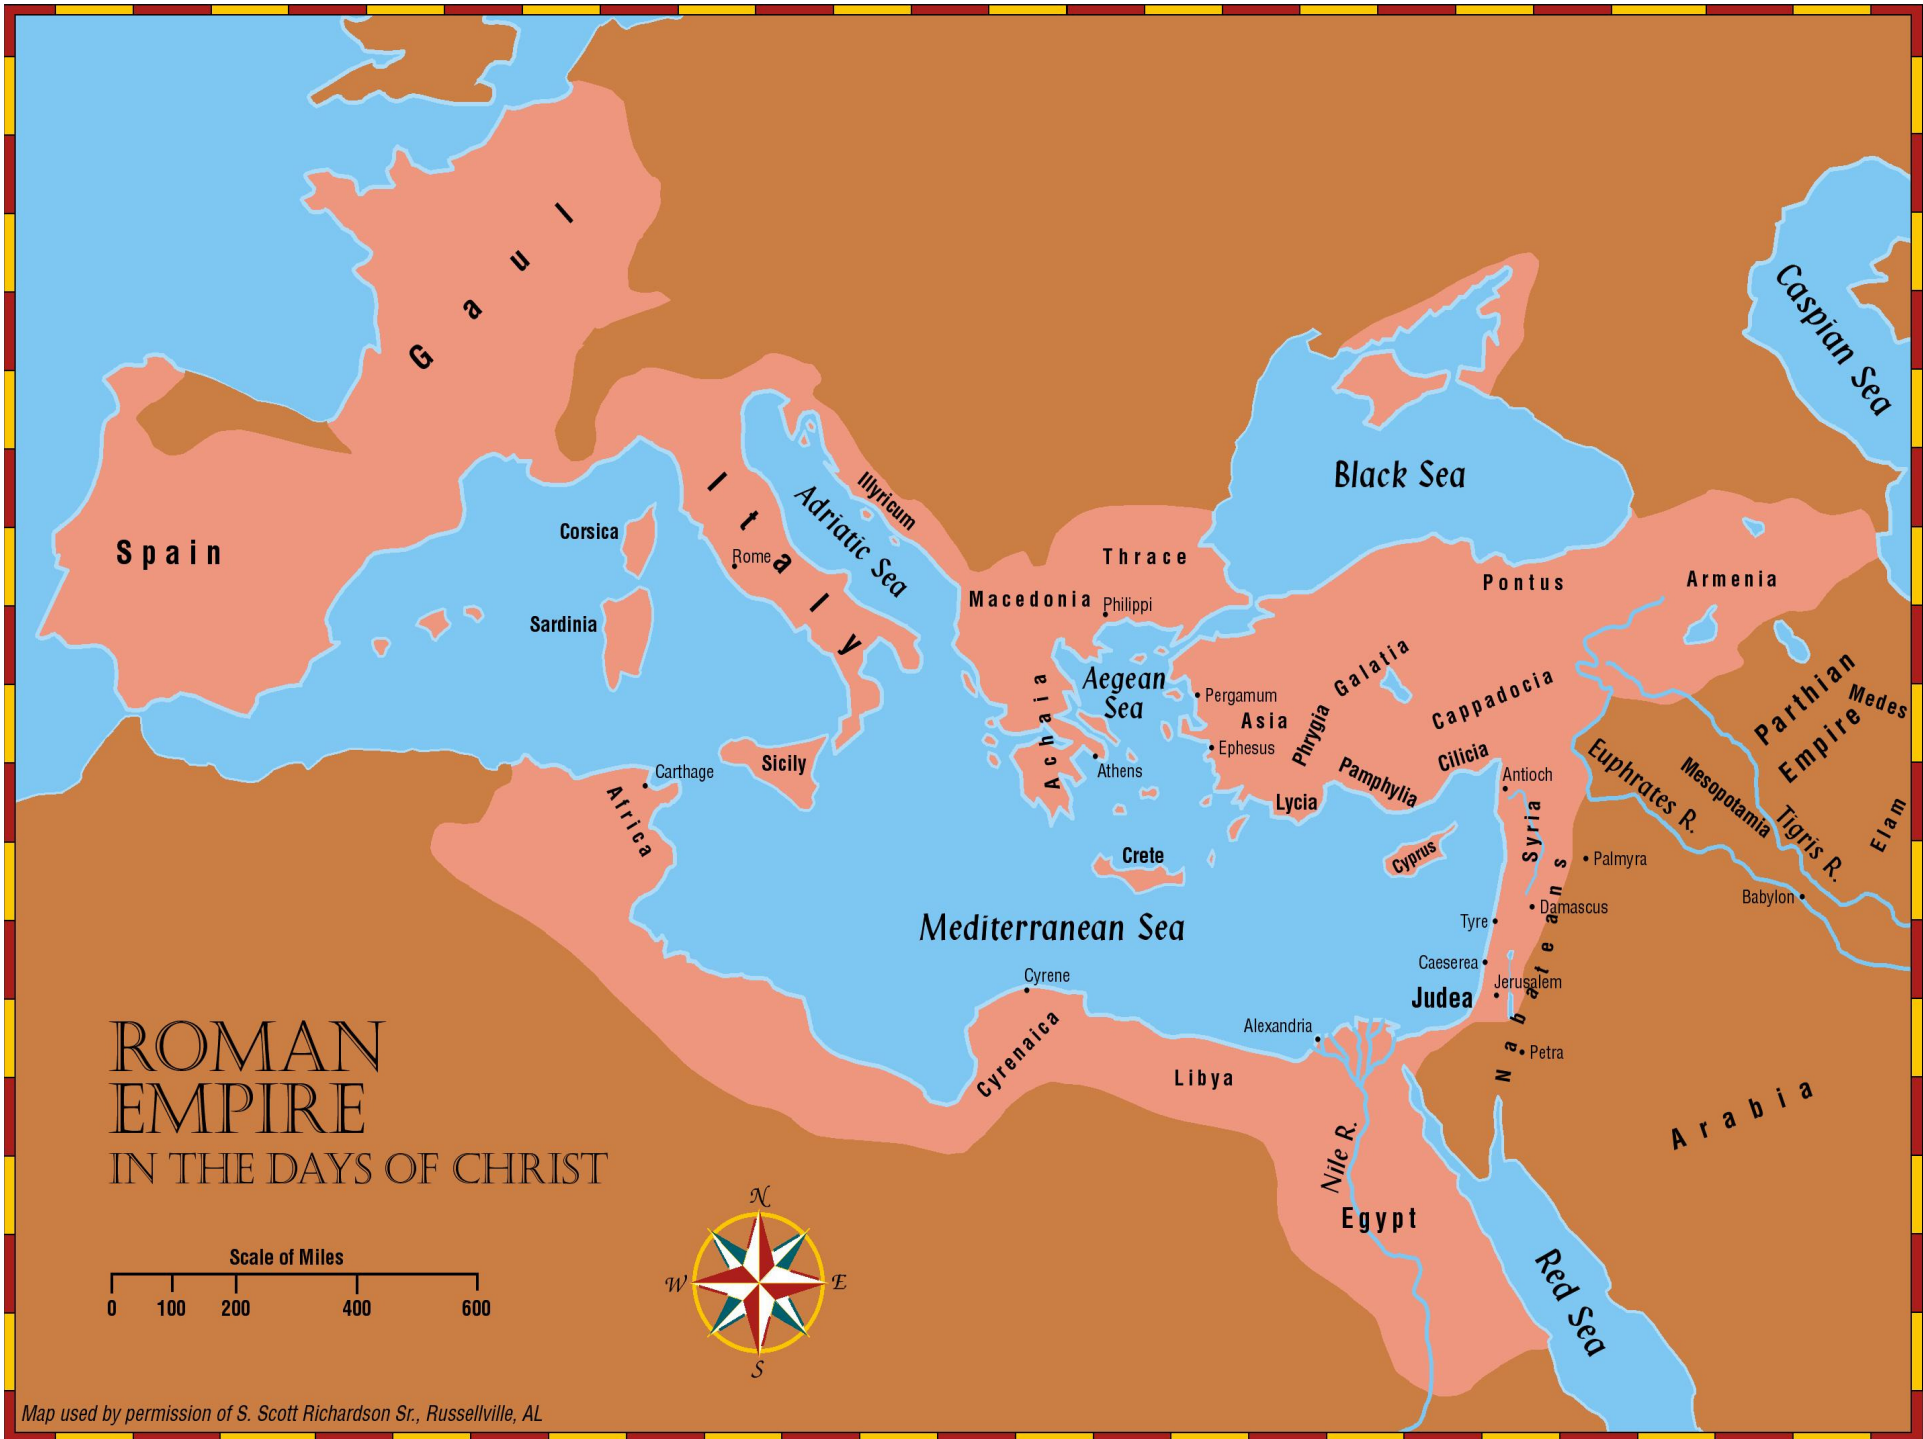 Gaul
Caspian Sea
Black Sea
Spain
Corsica
Italy
Rome
Adriatic Sea
Illyricum
Thrace
Macedonia
Philippi
Pontus
Armenia
Sardinia
Aegean
Sea
Achaia
Pergamum
Asia
Ephesus
Phrygia
Galatia
Cappadocia
Parthian
Empire
Medes
Sicily
Carthage
Africa
Athens
Lycia
Pamphylia
Cilicia
Antioch
Syria
Euphrates R.
Mesopotamia
Tigris R.
Elam
Crete
Cyprus
Palmyra
Babylon
Mediterranean Sea
Tyre
Damascus
Nabateans
Cyrene
Caeserea
Jerusalem
Judea
Alexandria
Cyrenaica
Libya
Petra
Arabia
Nile R.
Egypt
Red Sea
ROMAN
EMPIRE
IN THE DAYS OF CHRIST
Scale of Miles
0 100 200 400 600
N
W E
S
Map used by permission of S. Scott Richardson Sr., Russellville, AL